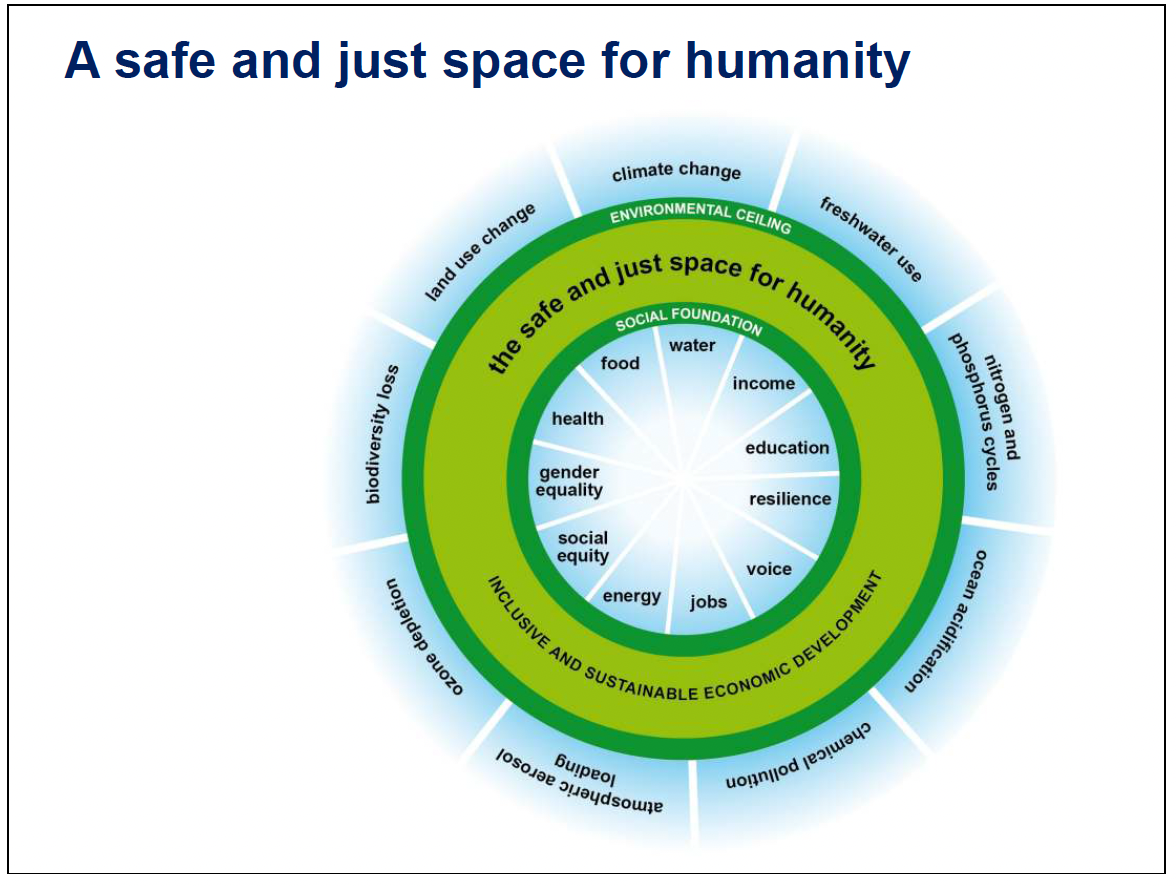 A safe and just space for humanity
climate change
freshwater use
nitrogen and
phosphorus cycles
ocean acidification
chemical pollution
atmospheric aerosol
loading
ozone depletion
biodiversity loss
land use change
ENVIRONMENTAL CEILING
the safe and just space for humanity
SOCIAL FOUNDATION
water
income
education
resilience
voice
jobs
energy
social
equity
gender
equality
health
food
INCLUSIVE AND SUSTAINABLE ECONOMIC DEVELOPMENT